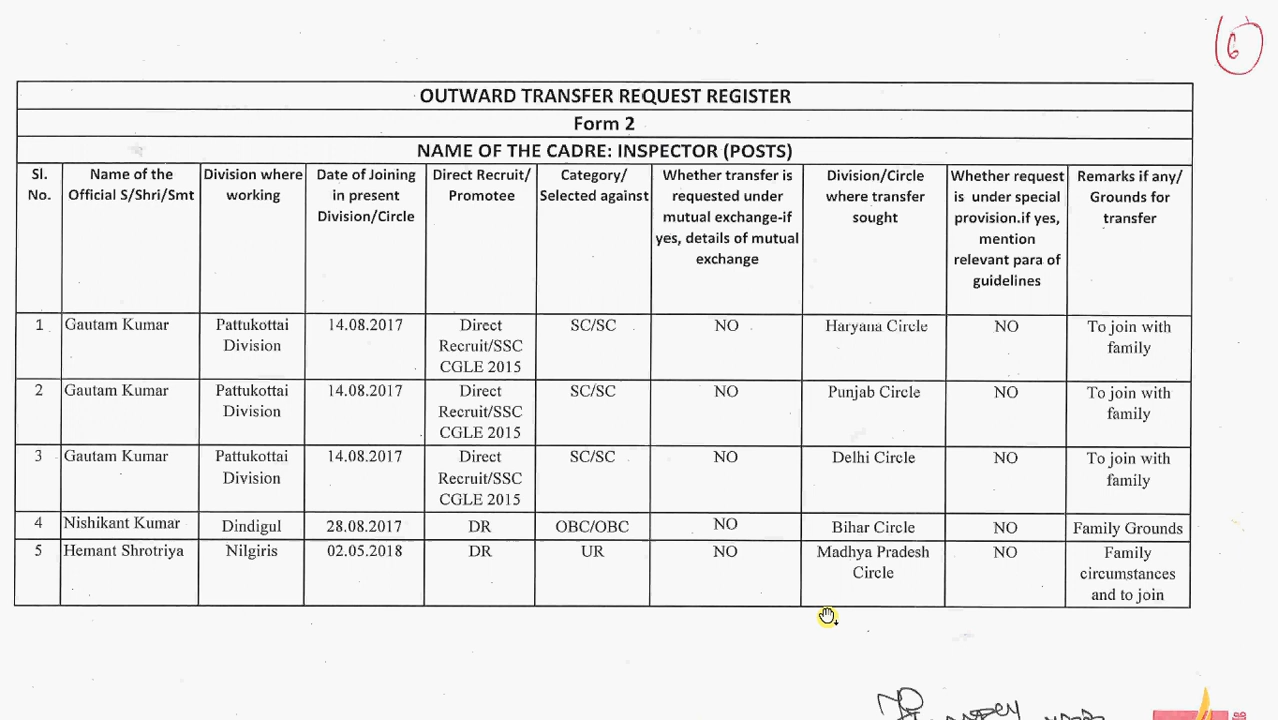 6
OUTWARD TRANSFER REQUEST REGISTER
Form 2
NAME OF THE CADRE: INSPECTOR (POSTS)
Sl. No. Name of the Official S/Shri/Smt Division where working Date of Joining in present Division/Circle Direct Recruit/ Promotee Category/ Selected against Whether transfer is requested under mutual exchange-if yes, details of mutual exchange Division/Circle where transfer sought Whether request is under special provision.if yes, mention relevant para of guidelines Remarks if any/ Grounds for transfer
1 Gautam Kumar Pattukottai Division 14.08.2017 Direct Recruit/SSC CGLE 2015 SC/SC NO Haryana Circle NO To join with family
2 Gautam Kumar Pattukottai Division 14.08.2017 Direct Recruit/SSC CGLE 2015 SC/SC NO Punjab Circle NO To join with family
3 Gautam Kumar Pattukottai Division 14.08.2017 Direct Recruit/SSC CGLE 2015 SC/SC NO Delhi Circle NO To join with family
4 Nishikant Kumar Dindigul 28.08.2017 DR OBC/OBC NO Bihar Circle NO Family Grounds
5 Hemant Shrotriya Nilgiris 02.05.2018 DR UR NO Madhya Pradesh Circle NO Family circumstances and to join